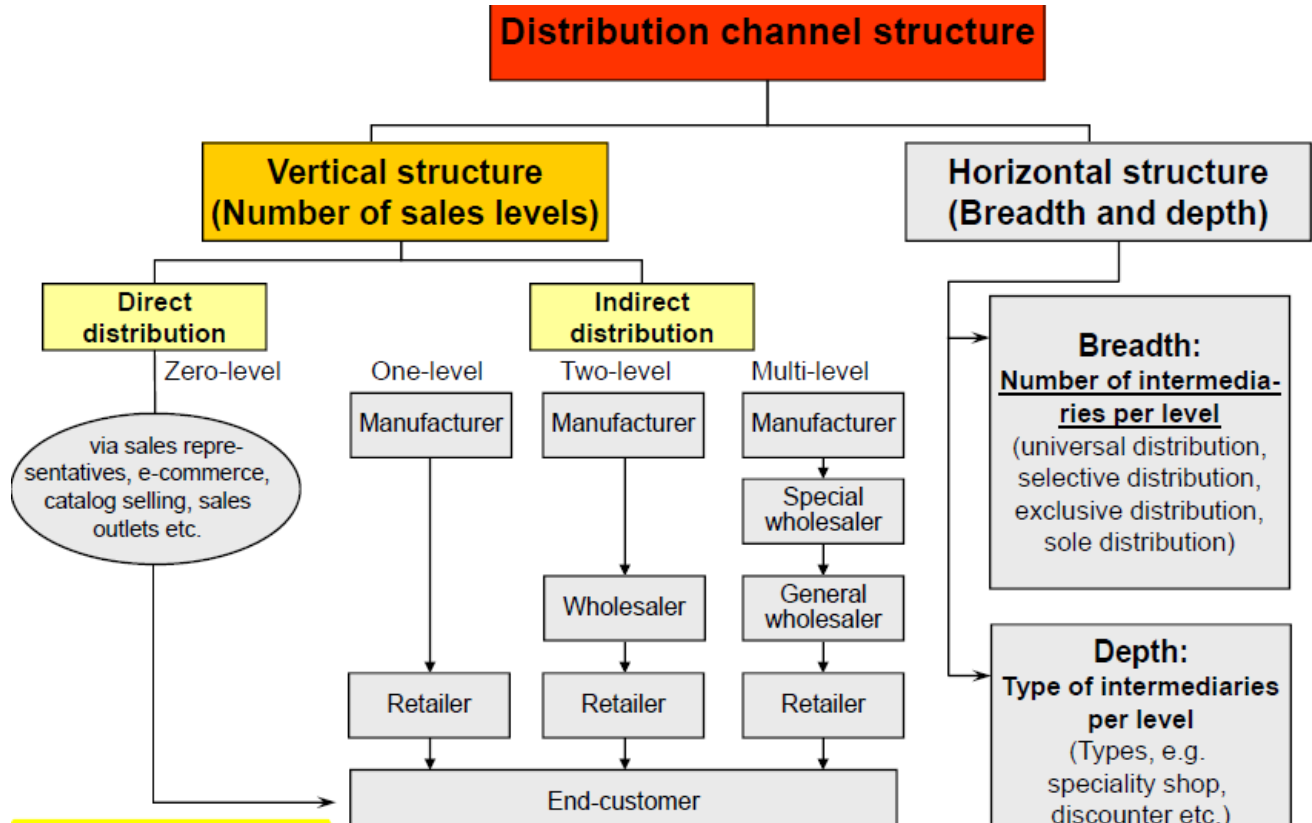 Distribution channel structure
Vertical structure
(Number of sales levels)
Horizontal structure
(Breadth and depth)
Direct
distribution
Indirect
distribution
Zero-level
One-level
Two-level
Multi-level
via sales repre-
sentatives, e-commerce,
catalog selling, sales
outlets etc.
Manufacturer
Manufacturer
Manufacturer
Special
wholesaler
Wholesaler
General
wholesaler
Retailer
Retailer
Retailer
End-customer
Breadth:
Number of intermedia-
ries per level
(universal distribution,
selective distribution,
exclusive distribution,
sole distribution)
Depth:
Type of intermediaries
per level
(Types, e.g.
speciality shop,
discounter etc.)